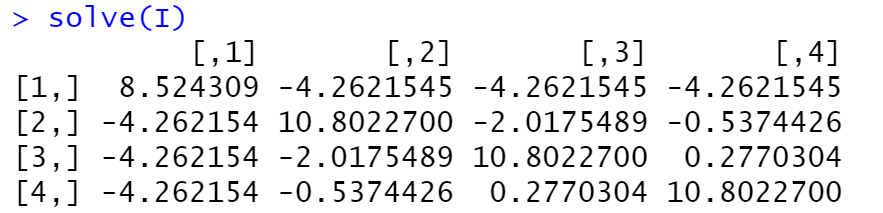 > solve(I)
[,1] [,2] [,3] [,4]
[1,] 8.524309 -4.2621545 -4.2621545 -4.2621545
[2,] -4.262154 10.8022700 -2.0175489 -0.5374426
[3,] -4.262154 -2.0175489 10.8022700 0.2770304
[4,] -4.262154 -0.5374426 0.2770304 10.8022700